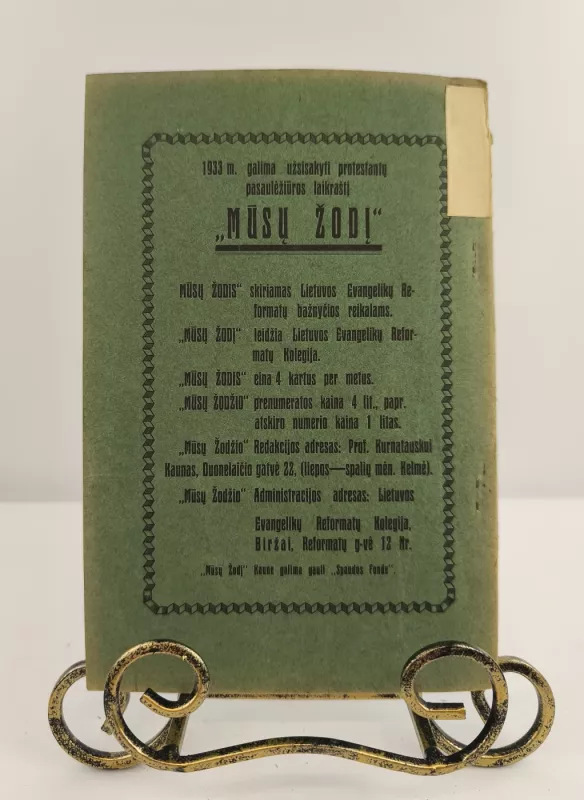 1933 m. galima užsisakyti protestantų
pasaulėžiūros laikraštį
„MŪSŲ ŽODĮ“
MŪSŲ ŽODIS“ skiriamas Lietuvos Evangelikų Re-
formatų bažnyčios reikalams.
„MŪSŲ ŽODĮ“ leidžia Lietuvos Evangelikų Refor-
matų Kolegija.
„MŪSŲ ŽODIS“ eina 4 kartus per metus.
„MŪSŲ ŽODŽIO“ prenumeratos kaina 4 lit., papr.
atskiro numerio kaina 1 litas.
„Mūsų Žodžio“ Redakcijos adresas: Prof. Kurnatauskui
Kaunas, Duonelaičio gatvė 22, (liepos—spalių mėn. Kelmė).
„Mūsų Žodžio“ Administracijos adresas: Lietuvos
Evangelikų Reformatų Kolegija,
Biržai, Reformatų g-vė 12 Nr.
„Mūsų Žodį“ Kaune galima gauti „Spaudos Fonde“.